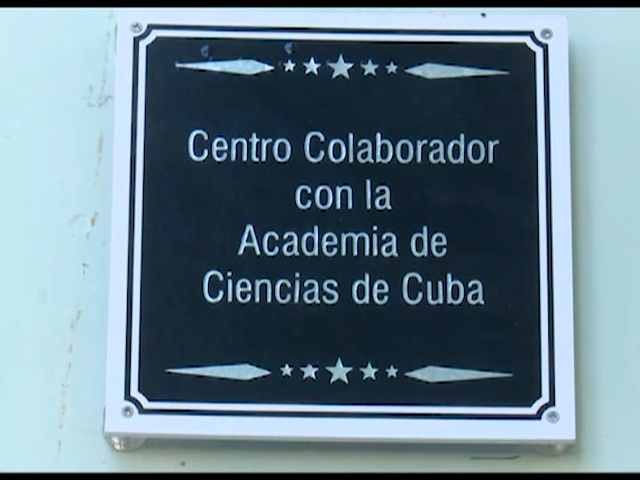 Centro Colaborador
con la
Academia de
Ciencias de Cuba